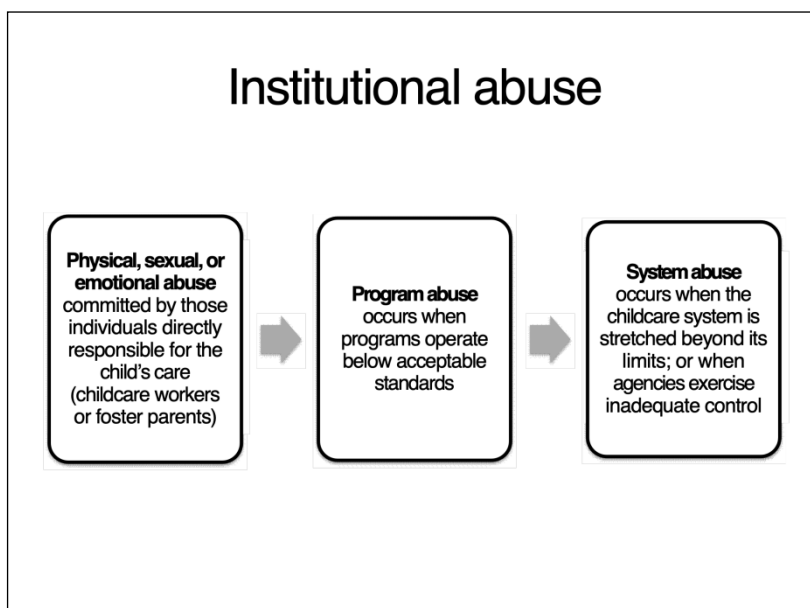 Institutional abuse
Physical, sexual, or
emotional abuse
committed by those
individuals directly
responsible for the
child's care
(childcare workers
or foster parents)
Program abuse
occurs when
programs operate
below acceptable
standards
System abuse
occurs when the
childcare system is
stretched beyond its
limits; or when
agencies exercise
inadequate control